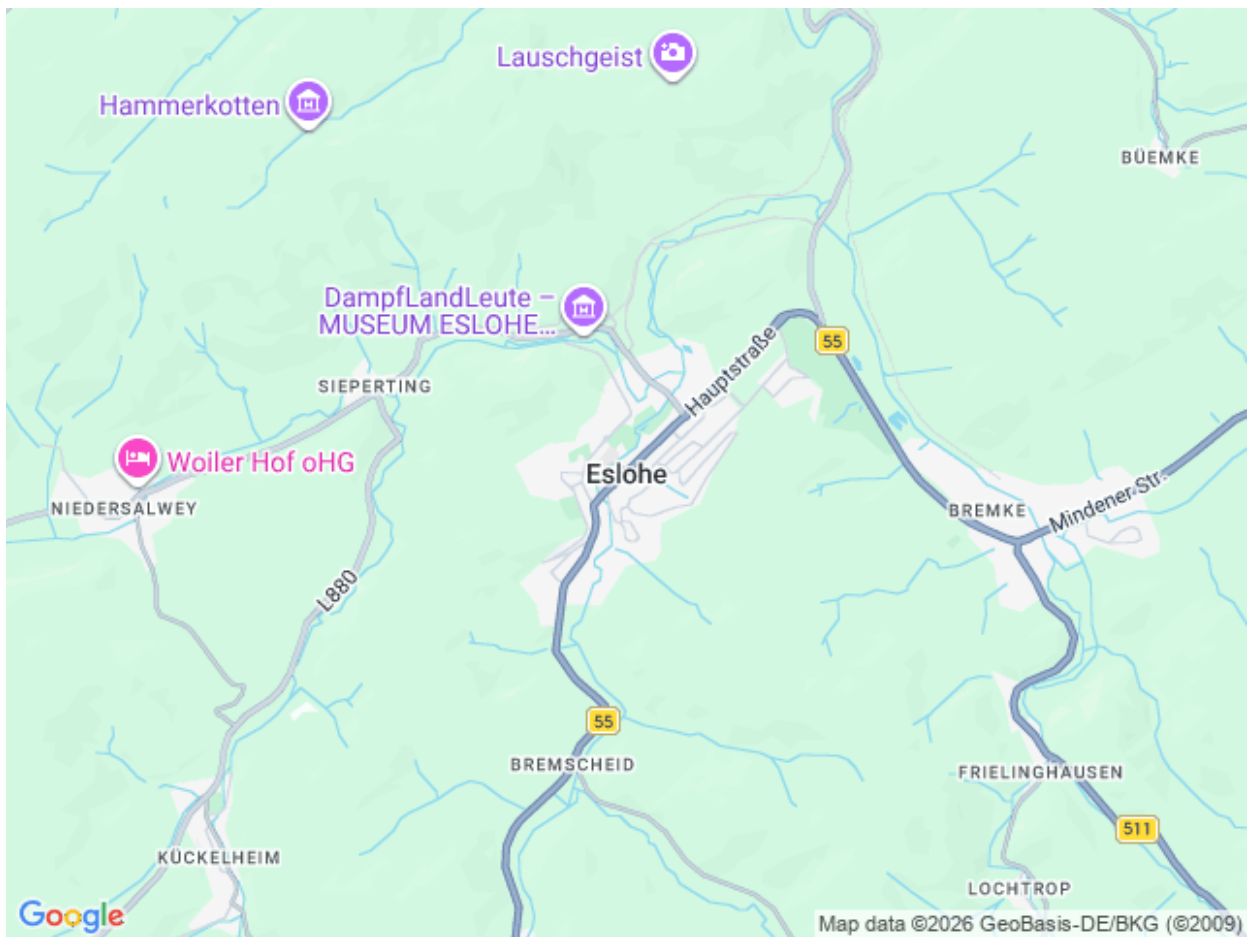 Lauschgeist
Hammerkotten
BÜEMKE
DampfLandLeute –
MUSEUM ESLOHE...
55
Hauptstraße
SIEPERTING
Woiler Hof oHG
Eslohe
NIEDERSALWEY
BREMKE
Mindener Str.
L880
55
BREMSCHEID
FRIELINGHAUSEN
511
KÜCKELHEIM
LOCHTROP
Google
Map data ©2026 GeoBasis-DE/BKG (©2009)